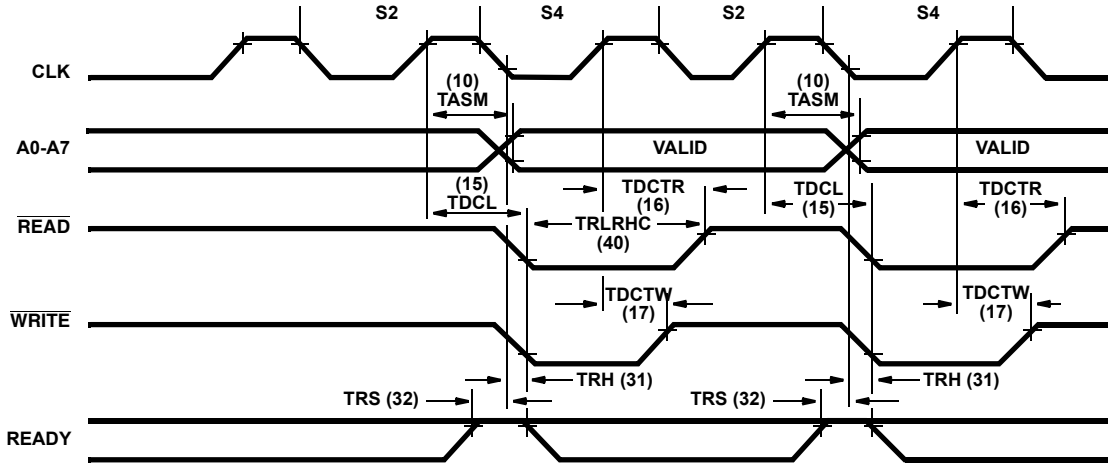 S2 S4 S2 S4
CLK
(10)
TASM
(10)
TASM
A0-A7
VALID
VALID
(15)
TDCL
TDCTR
(16)
TDCL
(15)
TDCTR
(16)
READ
TRLRHC
(40)
TDCTW
(17)
TDCTW
(17)
WRITE
TRH (31)
TRH (31)
TRS (32)
TRS (32)
READY